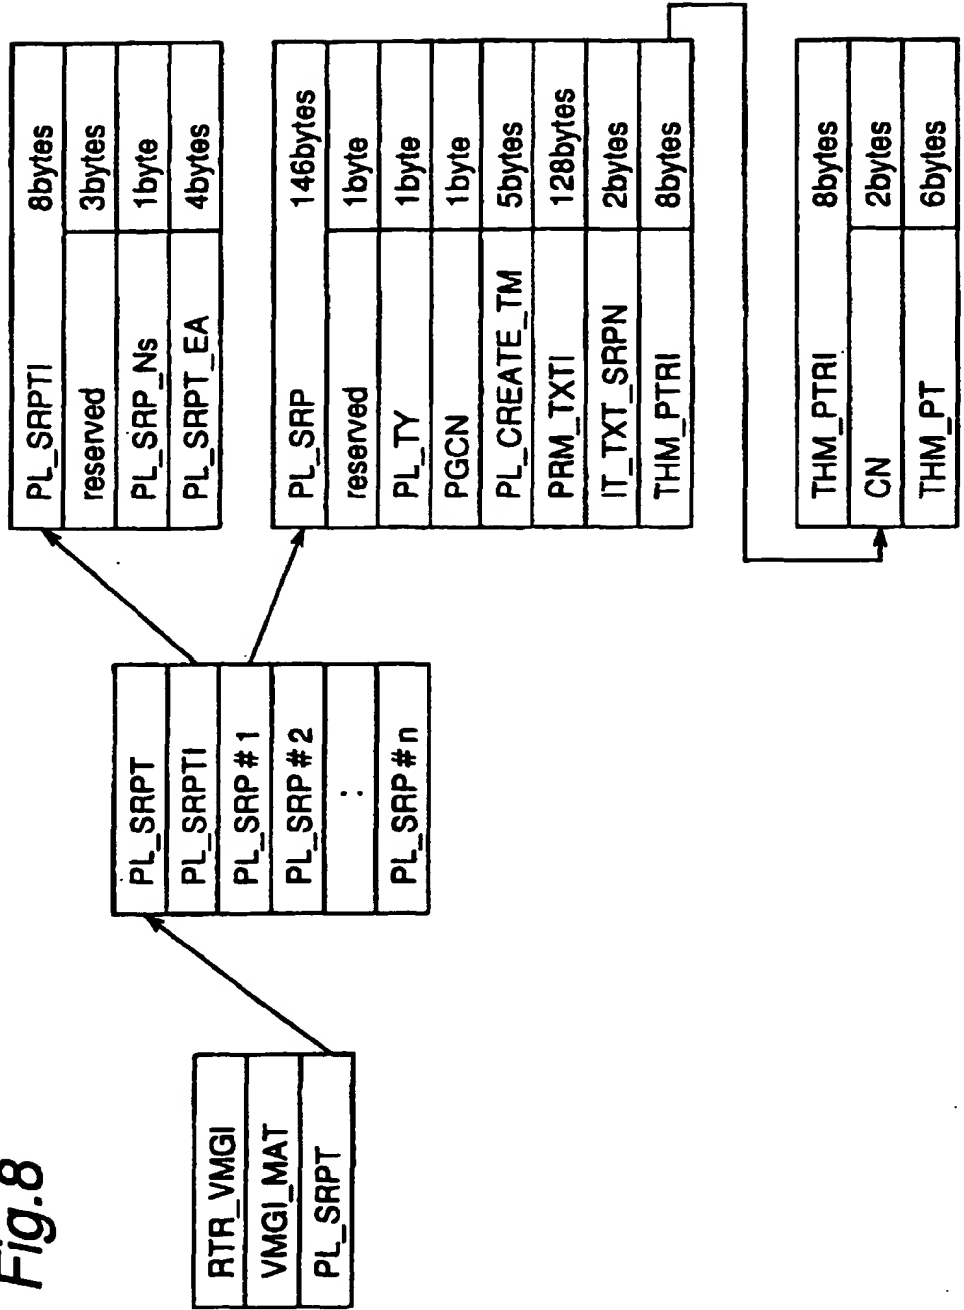 Fig.8
RTR_VMGI
VMGI_MAT
PL_SRPT
PL_SRPT
PL_SRPTI
PL_SRP#1
PL_SRP#2
:
PL_SRP#n
PL_SRPTI 8bytes
reserved 3bytes
PL_SRP_Ns 1byte
PL_SRPT_EA 4bytes
PL_SRP 146bytes
reserved 1byte
PL_TY 1byte
PGCN 1byte
PL_CREATE_TM 5bytes
PRM_TXTI 128bytes
IT_TXT_SRPN 2bytes
THM_PTRI 8bytes
THM_PTRI 8bytes
CN 2bytes
THM_PT 6bytes